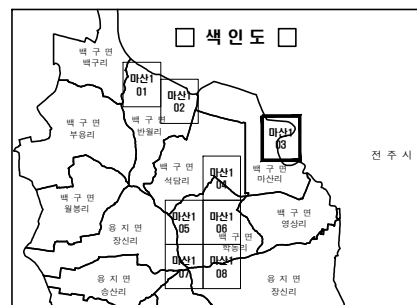 □ 색 인 도 □
백 구 면
백구리
마산1
01
마산1
02
백 구 면
부용리
백 구 면
반월리
마산1
03
전 주 시
백 구 면
석담리
마산1
04
백 구 면
마산리
백 구 면
월봉리
용 지 면
장신리
마산1
05
마산1
06
백 구 면
학동리
백 구 면
영상리
마산1
07
마산1
08
용 지 면
송산리
용 지 면
장신리